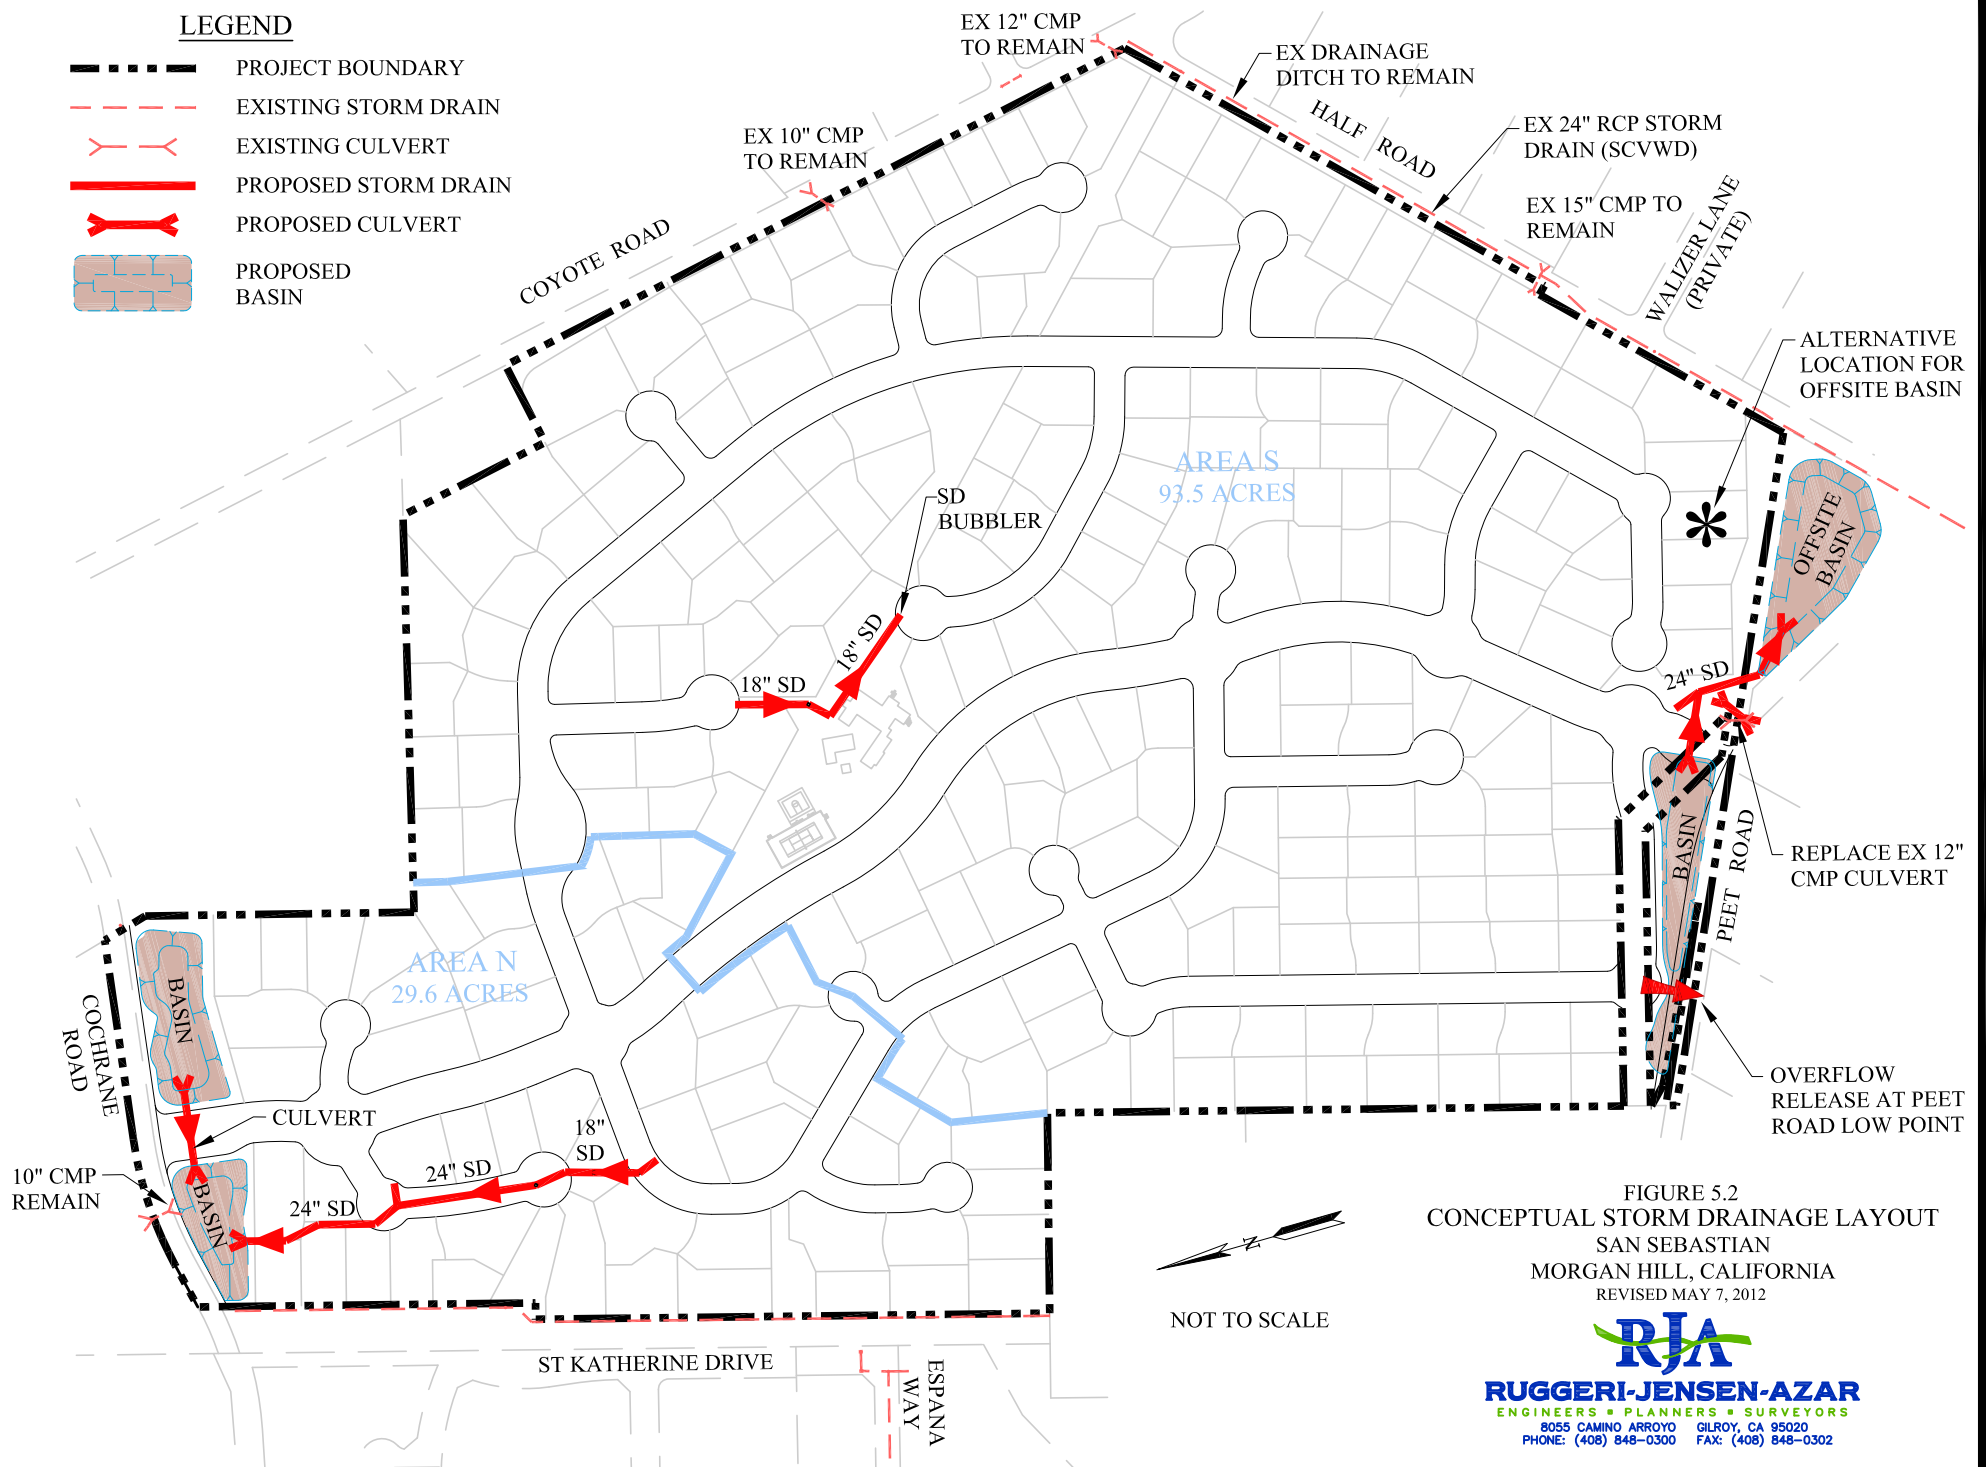 LEGEND
PROJECT BOUNDARY
EXISTING STORM DRAIN
EXISTING CULVERT
PROPOSED STORM DRAIN
PROPOSED CULVERT
PROPOSED
BASIN
EX 12" CMP
TO REMAIN
EX DRAINAGE
DITCH TO REMAIN
HALF ROAD
EX 10" CMP
TO REMAIN
EX 24" RCP STORM
DRAIN (SCVWD)
EX 15" CMP TO
REMAIN
WALIZER LANE
(PRIVATE)
COYOTE ROAD
ALTERNATIVE
LOCATION FOR
OFFSITE BASIN
AREA S
93.5 ACRES
SD
BUBBLER
OFFSITE
BASIN
18" SD
18" SD
24" SD
BASIN
PEET ROAD
REPLACE EX 12"
CMP CULVERT
AREA N
29.6 ACRES
BASIN
COCHRANE
ROAD
CULVERT
OVERFLOW
RELEASE AT PEET
ROAD LOW POINT
18"
SD
24" SD
24" SD
10" CMP
REMAIN
BASIN
N
NOT TO SCALE
FIGURE 5.2
CONCEPTUAL STORM DRAINAGE LAYOUT
SAN SEBASTIAN
MORGAN HILL, CALIFORNIA
REVISED MAY 7, 2012
ST KATHERINE DRIVE
ESPANA
WAY
RJA
RUGGERI-JENSEN-AZAR
ENGINEERS ▪ PLANNERS ▪ SURVEYORS
8055 CAMINO ARROYO GILROY, CA 95020
PHONE: (408) 848-0300 FAX: (408) 848-0302